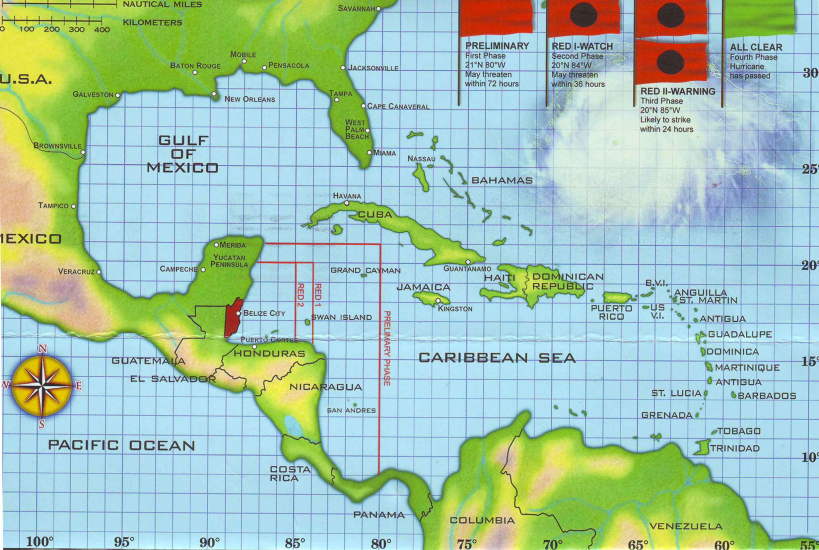 NAUTICAL MILES
KILOMETERS
400 300 200 100 0
SAVANNAH
MOBILE
BATON ROUGE
PENSACOLA
JACKSONVILLE
U.S.A.
GALVESTON
NEW ORLEANS
TAMPA
CAPE CANAVERAL
WEST
PALM
BEACH
BROWNSVILLE
GULF
OF
MEXICO
MIAMA
NASSAU
BAHAMAS
PRELIMINARY
First Phase
21°N 80°W
May threaten
within 72 hours
RED I-WATCH
Second Phase
20°N 84°W
May threaten
within 36 hours
RED II-WARNING
Third Phase
20°N 85°W
Likely to strike
within 24 hours
ALL CLEAR
Fourth Phase
Hurricane
has passed
30°
25°
20°
15°
10°
TAMPICO
HAVANA
CUBA
MEXICO
MERIDA
YUCATAN
PENINSULA
VERACRUZ
CAMPECHE
GRAND CAYMAN
GUANTANAMO
HAITI
DOMINICAN
REPUBLIC
JAMAICA
KINGSTON
PUERTO
RICO
B.V.I.
US
V.I.
ANGUILLA
ST. MARTIN
ANTIGUA
GUADALUPE
DOMINICA
MARTINIQUE
ANTIGUA
ST. LUCIA
BARBADOS
GRENADA
TOBAGO
TRINIDAD
RED 2
RED 1
PRELIMARY PHASE
BELIZE CITY
SWAN ISLAND
PUERTO CORTES
HONDURAS
GUATEMALA
EL SALVADOR
NICARAGUA
SAN ANDRES
CARIBBEAN SEA
N
W
E
S
PACIFIC OCEAN
COSTA
RICA
PANAMA
COLUMBIA
VENEZUELA
100° 95° 90° 85° 80° 75° 70° 65° 60° 55°